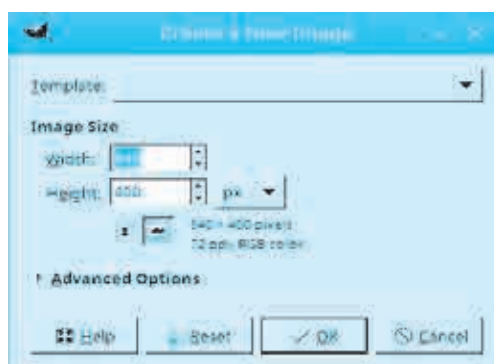 Create a New Image
Template:
Image Size
Width:
Height: 400 px
640 × 400 pixels
72 ppi, RGB color
Advanced Options
Help Reset OK Cancel